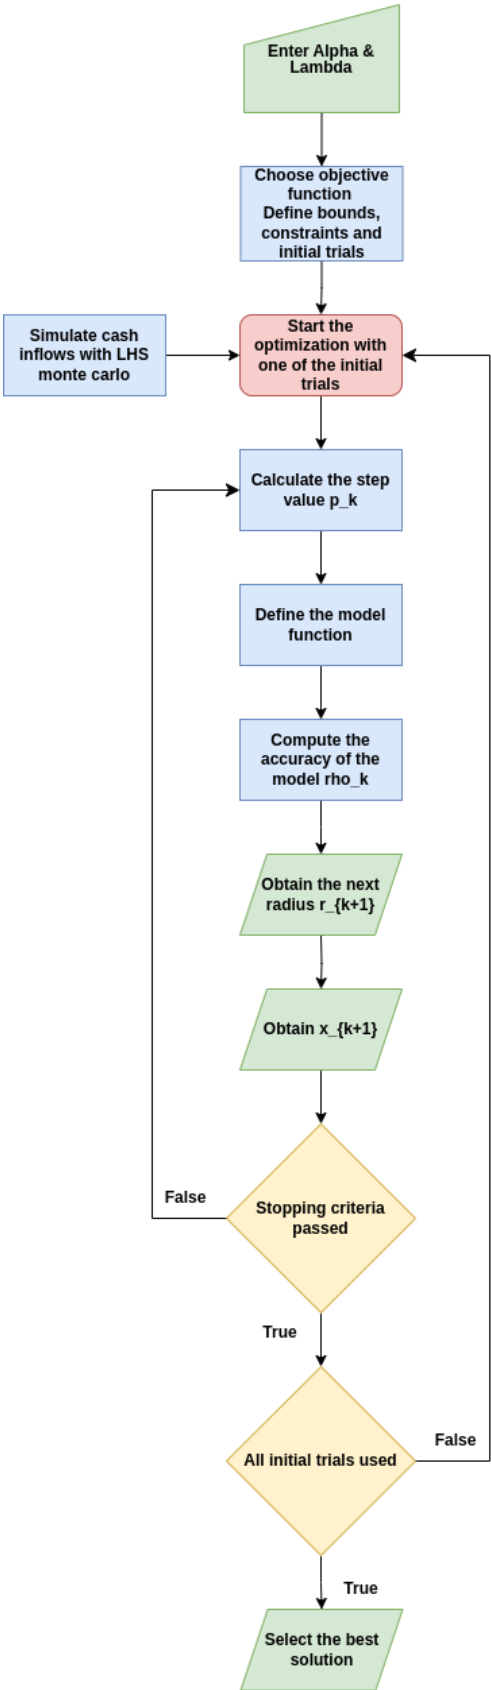 Enter Alpha &
Lambda
Choose objective
function
Define bounds,
constraints and
initial trials
Simulate cash
inflows with LHS
monte carlo
Start the
optimization with
one of the initial
trials
Calculate the step
value p_k
Define the model
function
Compute the
accuracy of the
model rho_k
Obtain the next
radius r_{k+1}
Obtain x_{k+1}
False
Stopping criteria
passed
True
False
All initial trials used
True
Select the best
solution